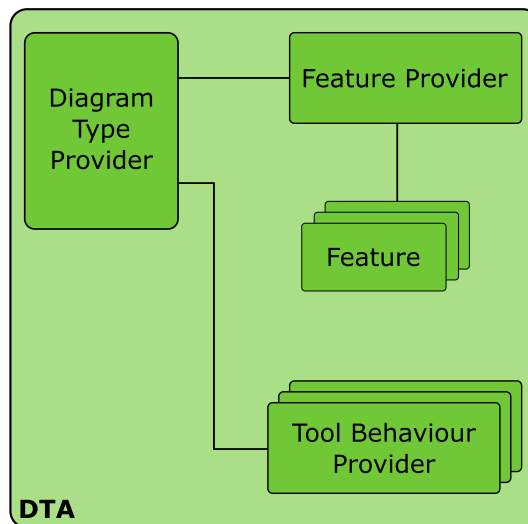 Diagram
Type
Provider
Feature Provider
Feature
Tool Behaviour
Provider
DTA